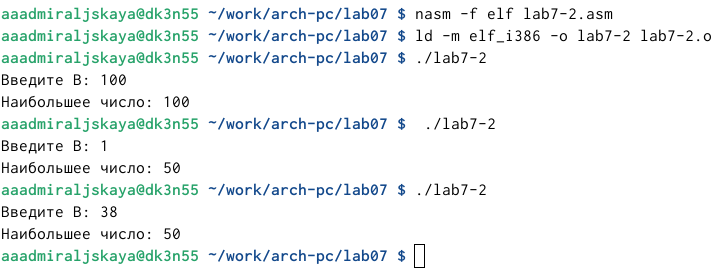 aaadmiraljskaya@dk3n55 ~/work/arch-pc/lab07 $ nasm -f elf lab7-2.asm
aaadmiraljskaya@dk3n55 ~/work/arch-pc/lab07 $ ld -m elf_i386 -o lab7-2 lab7-2.o
aaadmiraljskaya@dk3n55 ~/work/arch-pc/lab07 $ ./lab7-2
Введите B: 100
Наибольшее число: 100
aaadmiraljskaya@dk3n55 ~/work/arch-pc/lab07 $  ./lab7-2
Введите B: 1
Наибольшее число: 50
aaadmiraljskaya@dk3n55 ~/work/arch-pc/lab07 $ ./lab7-2
Введите B: 38
Наибольшее число: 50
aaadmiraljskaya@dk3n55 ~/work/arch-pc/lab07 $